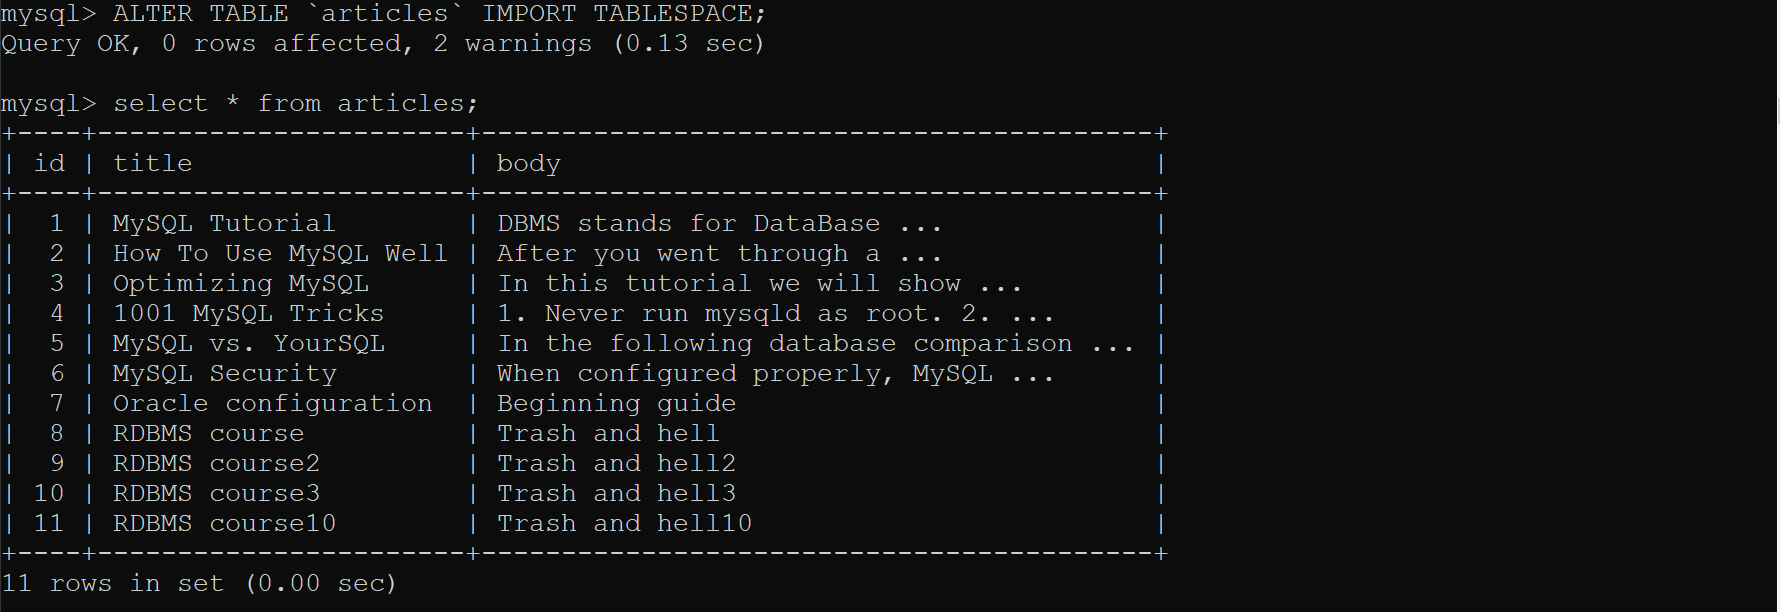 mysql> ALTER TABLE `articles` IMPORT TABLESPACE;
Query OK, 0 rows affected, 2 warnings (0.13 sec)

mysql> select * from articles;
+----+-----------------------+------------------------------------------+
| id | title                 | body                                     |
+----+-----------------------+------------------------------------------+
|  1 | MySQL Tutorial        | DBMS stands for DataBase ...             |
|  2 | How To Use MySQL Well | After you went through a ...             |
|  3 | Optimizing MySQL      | In this tutorial we will show ...        |
|  4 | 1001 MySQL Tricks     | 1. Never run mysqld as root. 2. ...      |
|  5 | MySQL vs. YourSQL     | In the following database comparison ... |
|  6 | MySQL Security        | When configured properly, MySQL ...      |
|  7 | Oracle configuration  | Beginning guide                          |
|  8 | RDBMS course          | Trash and hell                           |
|  9 | RDBMS course2         | Trash and hell2                          |
| 10 | RDBMS course3         | Trash and hell3                          |
| 11 | RDBMS course10        | Trash and hell10                         |
+----+-----------------------+------------------------------------------+
11 rows in set (0.00 sec)